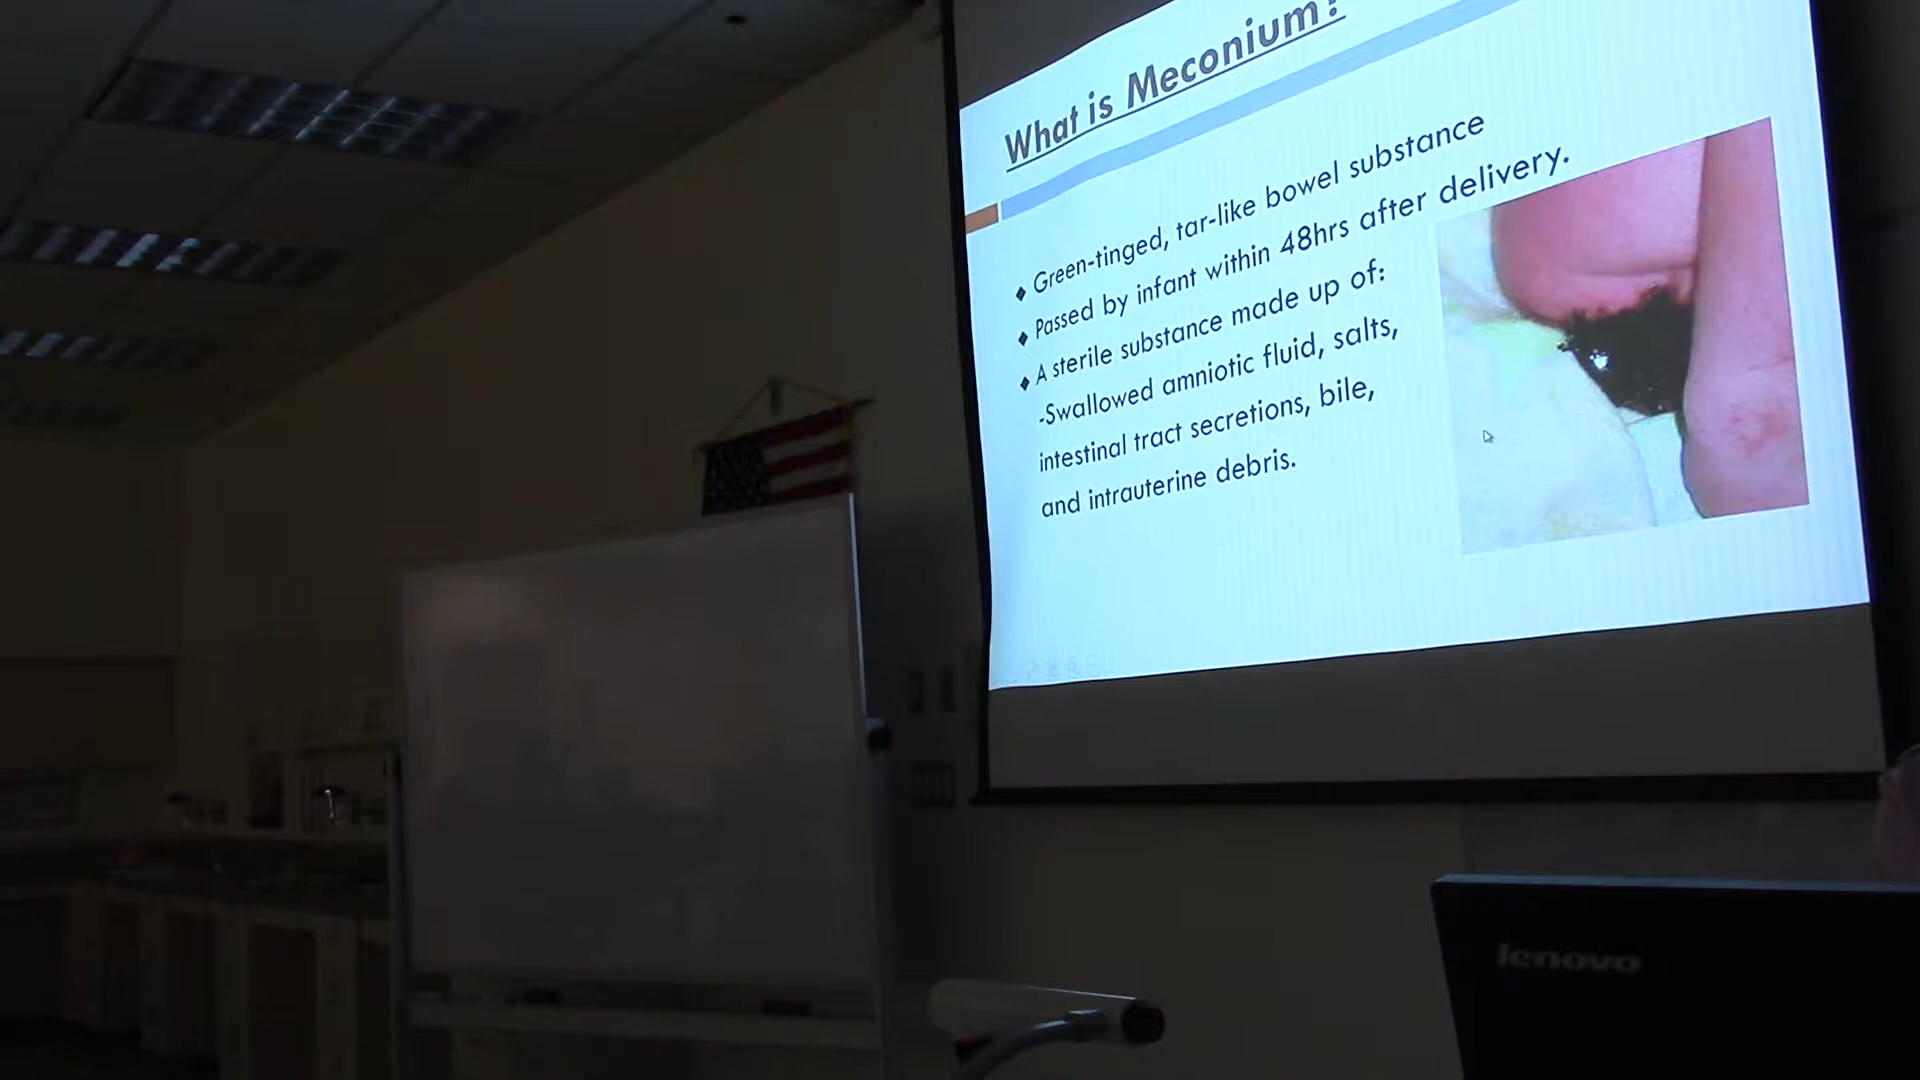 What is Meconium?
♦ Green-tinged, tar-like bowel substance
♦ Passed by infant within 48hrs after delivery.
♦ A sterile substance made up of:
-Swallowed amniotic fluid, salts,
intestinal tract secretions, bile,
and intrauterine debris.
lenovo